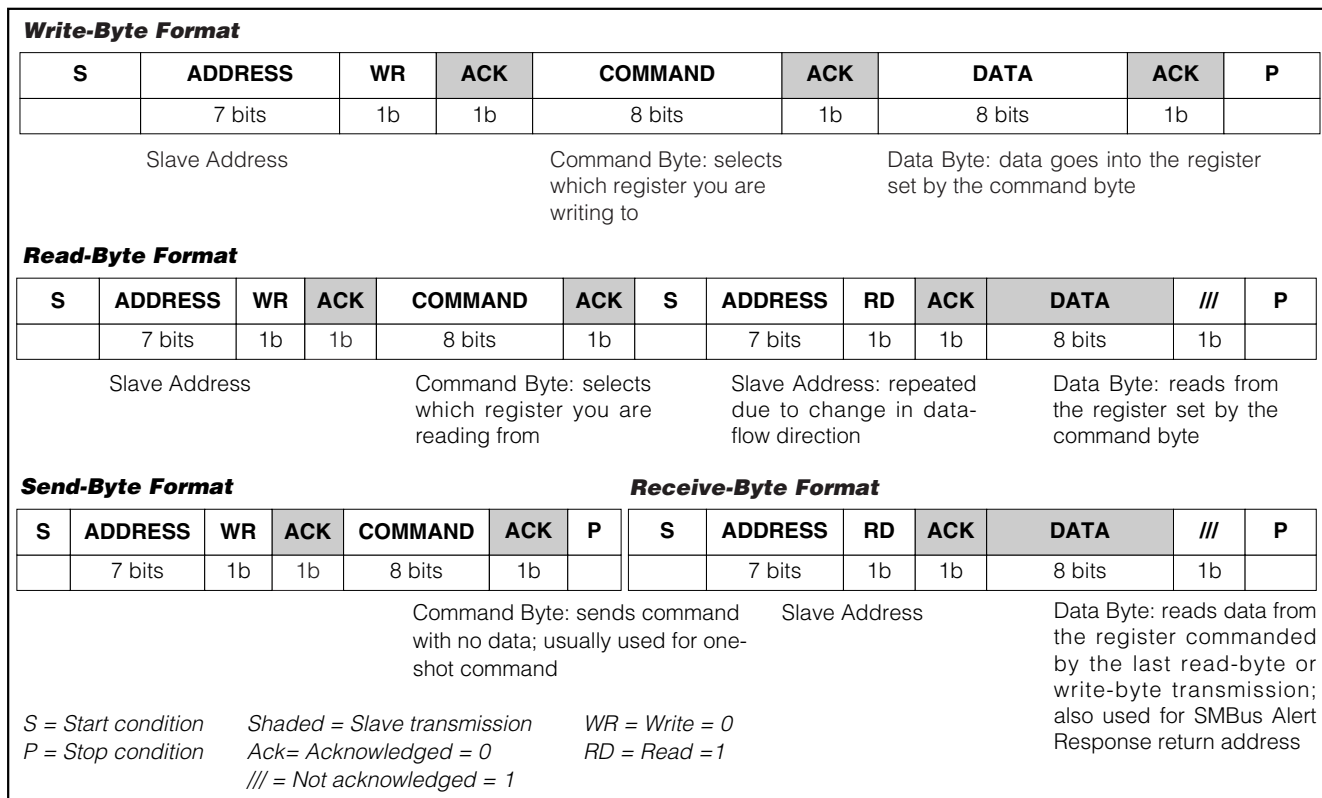 Write-Byte Format
S ADDRESS WR ACK COMMAND ACK DATA ACK P
7 bits 1b 1b 8 bits 1b 8 bits 1b
Slave Address
Command Byte: selects
which register you are
writing to
Data Byte: data goes into the register
set by the command byte
Read-Byte Format
S ADDRESS WR ACK COMMAND ACK S ADDRESS RD ACK DATA /// P
7 bits 1b 1b 8 bits 1b 7 bits 1b 1b 8 bits 1b
Slave Address
Command Byte: selects
which register you are
reading from
Slave Address: repeated
due to change in data-
flow direction
Data Byte: reads from
the register set by the
command byte
Send-Byte Format
S ADDRESS WR ACK COMMAND ACK P
7 bits 1b 1b 8 bits 1b
Command Byte: sends command
with no data; usually used for one-
shot command
Receive-Byte Format
S ADDRESS RD ACK DATA /// P
7 bits 1b 1b 8 bits 1b
Slave Address
Data Byte: reads data from
the register commanded
by the last read-byte or
write-byte transmission;
also used for SMBus Alert
Response return address
S = Start condition Shaded = Slave transmission WR = Write = 0
P = Stop condition Ack= Acknowledged = 0 RD = Read =1
/// = Not acknowledged = 1